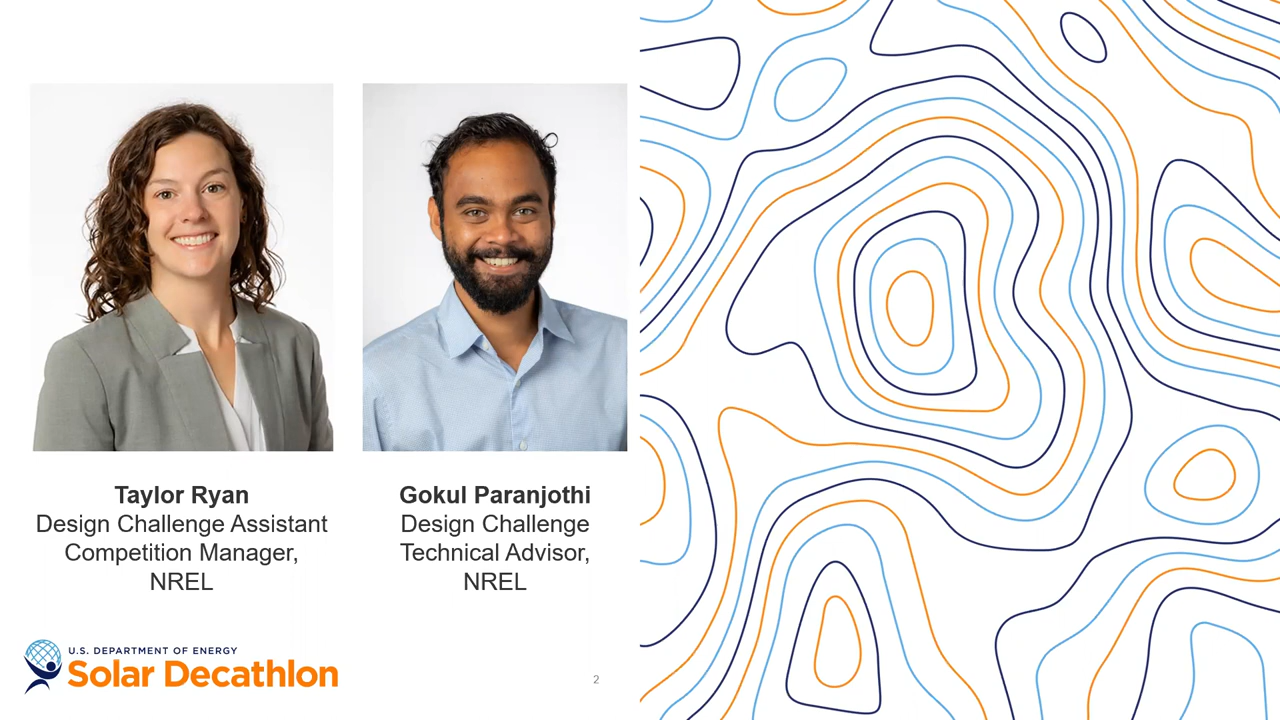 Taylor Ryan
Design Challenge Assistant
Competition Manager,
NREL
Gokul Paranjothi
Design Challenge
Technical Advisor,
NREL
U.S. DEPARTMENT OF ENERGY
Solar Decathlon
2